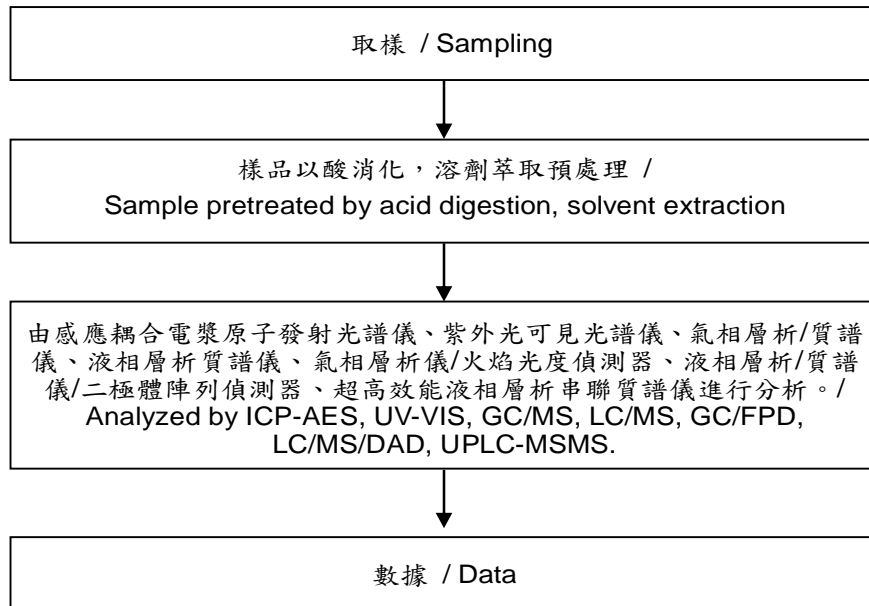 取樣 / Sampling
樣品以酸消化，溶劑萃取預處理 /
Sample pretreated by acid digestion, solvent extraction
由感應耦合電漿原子發射光譜儀、紫外光可見光譜儀、氣相層析/質譜
儀、液相層析質譜儀、氣相層析儀/火焰光度偵測器、液相層析/質譜
儀/二極體陣列偵測器、超高效能液相層析串聯質譜儀進行分析。/
Analyzed by ICP-AES, UV-VIS, GC/MS, LC/MS, GC/FPD,
LC/MS/DAD, UPLC-MSMS.
數據 / Data